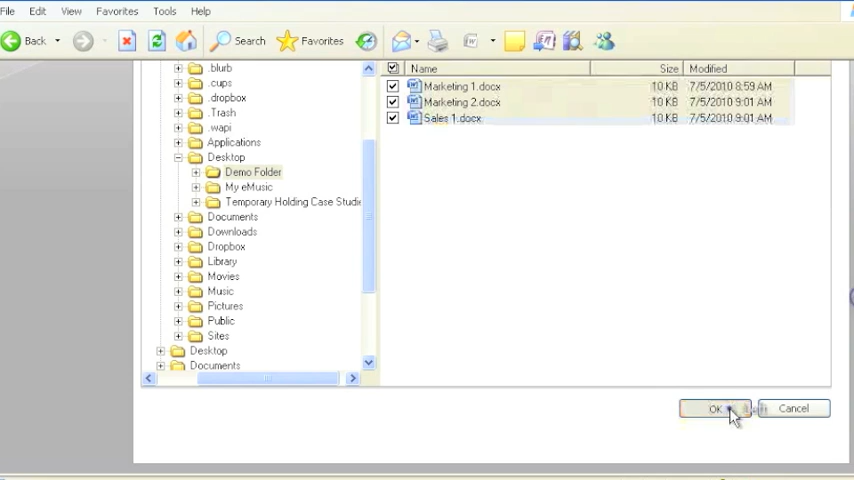 File Edit View Favorites Tools Help
Back Search Favorites
.blurb
.cups
.dropbox
.Trash
.wapi
Applications
Desktop
Demo Folder
My eMusic
Temporary Holding Case Studie
Documents
Downloads
Dropbox
Library
Movies
Music
Pictures
Public
Sites
Desktop
Documents
Name Size Modified
Marketing 1.docx 10 KB 7/5/2010 8:59 AM
Marketing 2.docx 10 KB 7/5/2010 9:01 AM
Sales 1.docx 10 KB 7/5/2010 9:01 AM
OK Cancel